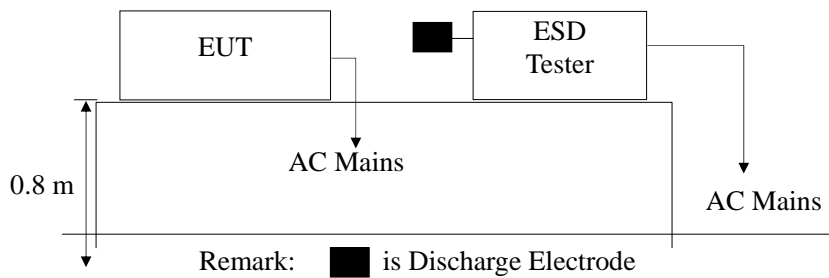 EUT
ESD
Tester
AC Mains
0.8 m
AC Mains
Remark: is Discharge Electrode